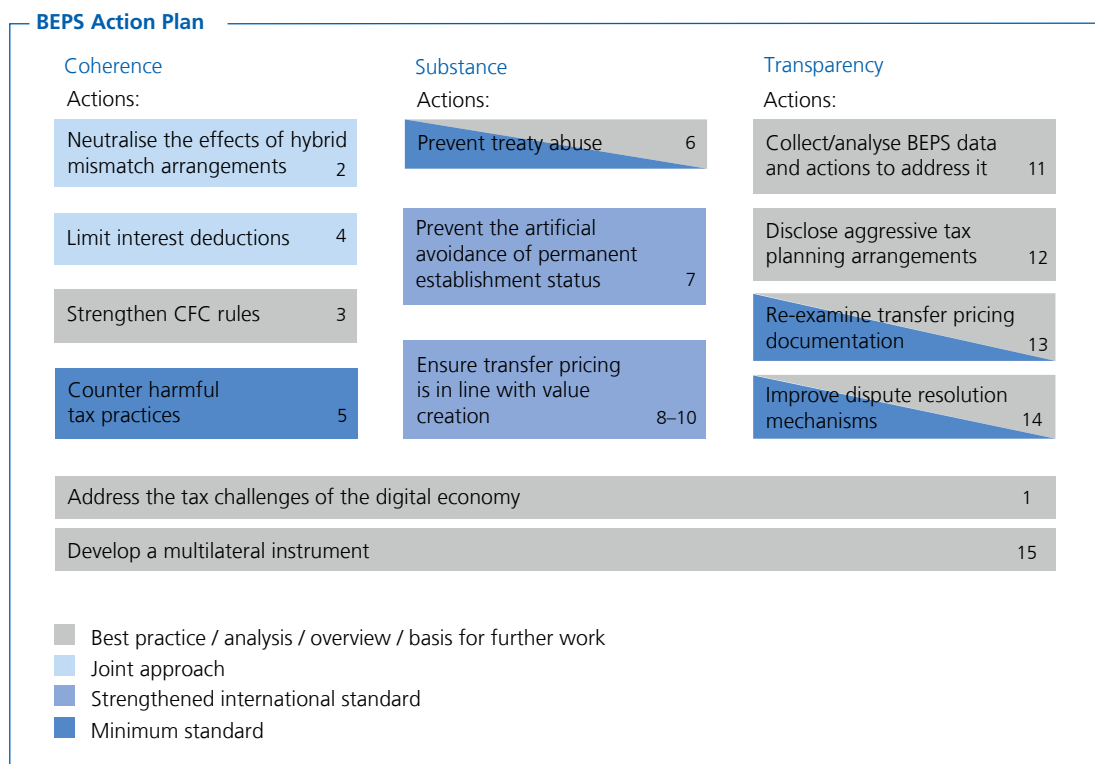 BEPS Action Plan
Coherence
Actions:
Neutralise the effects of hybrid
mismatch arrangements 2
Limit interest deductions 4
Strengthen CFC rules 3
Counter harmful
tax practices 5
Substance
Actions:
Prevent treaty abuse 6
Prevent the artificial
avoidance of permanent
establishment status 7
Ensure transfer pricing
is in line with value
creation 8–10
Transparency
Actions:
Collect/analyse BEPS data
and actions to address it 11
Disclose aggressive tax
planning arrangements 12
Re-examine transfer pricing
documentation 13
Improve dispute resolution
mechanisms 14
Address the tax challenges of the digital economy 1
Develop a multilateral instrument 15
Best practice / analysis / overview / basis for further work
Joint approach
Strengthened international standard
Minimum standard